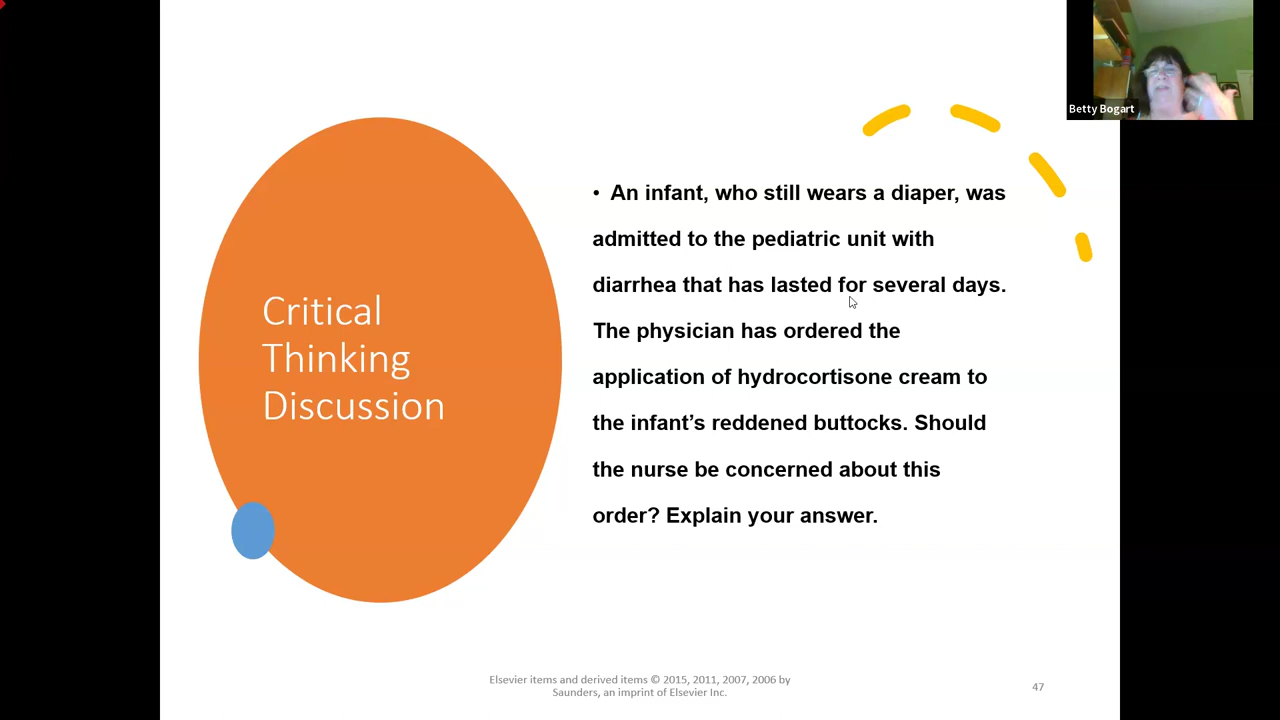 Betty Bogart
Critical
Thinking
Discussion
• An infant, who still wears a diaper, was
admitted to the pediatric unit with
diarrhea that has lasted for several days.
The physician has ordered the
application of hydrocortisone cream to
the infant’s reddened buttocks. Should
the nurse be concerned about this
order? Explain your answer.
Elsevier items and derived items © 2015, 2011, 2007, 2006 by
Saunders, an imprint of Elsevier Inc.
47